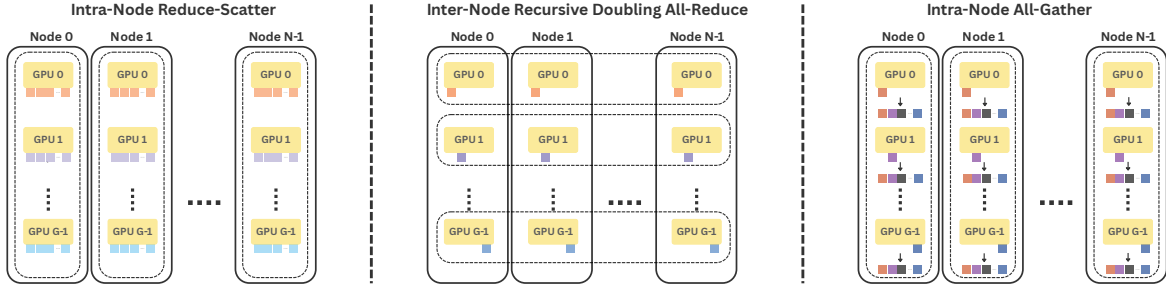 Intra-Node Reduce-Scatter
Node 0 Node 1 Node N-1
GPU 0 GPU 0 GPU 0
GPU 1 GPU 1 GPU 1
GPU G-1 GPU G-1 GPU G-1
Inter-Node Recursive Doubling All-Reduce
Node 0 Node 1 Node N-1
GPU 0 GPU 0 GPU 0
GPU 1 GPU 1 GPU 1
GPU G-1 GPU G-1 GPU G-1
Intra-Node All-Gather
Node 0 Node 1 Node N-1
GPU 0 GPU 0 GPU 0
GPU 1 GPU 1 GPU 1
GPU G-1 GPU G-1 GPU G-1